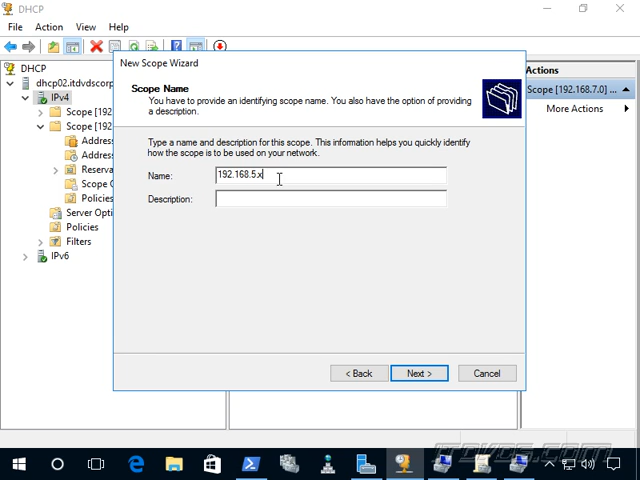 DHCP
File Action View Help
DHCP
dhcp02.itdvdscorp
IPv4
Scope [192
Scope [192
Address
Address
Reserva
Scope O
Policies
Server Opti
Policies
Filters
IPv6
New Scope Wizard
Scope Name
You have to provide an identifying scope name. You also have the option of providing
a description.
Type a name and description for this scope. This information helps you quickly identify
how the scope is to be used on your network.
Name: 192.168.5.x
Description:
< Back Next > Cancel
Actions
Scope [192.168.7.0] ...
More Actions
itdvds.com